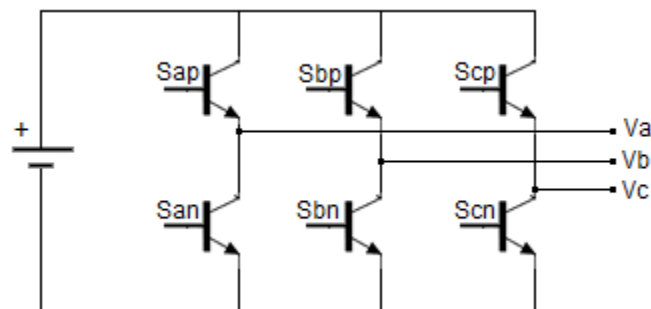 Sap Sbp Scp
+ Va
Vb
Vc
San Sbn Scn